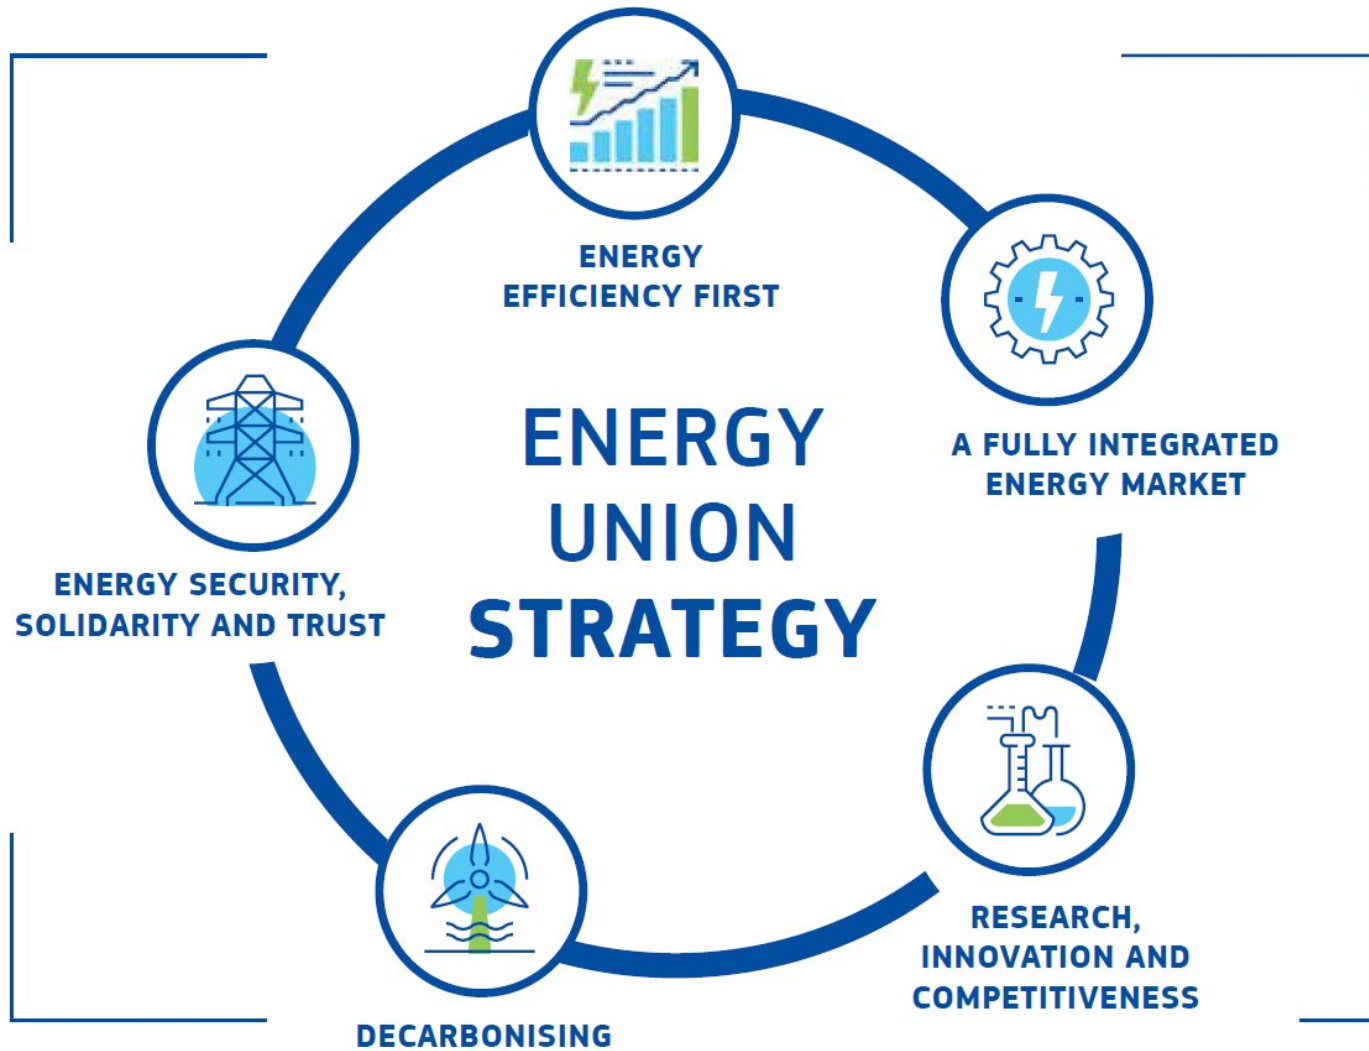 ENERGY
EFFICIENCY FIRST
A FULLY INTEGRATED
ENERGY MARKET
ENERGY
UNION
STRATEGY
ENERGY SECURITY,
SOLIDARITY AND TRUST
RESEARCH,
INNOVATION AND
COMPETITIVENESS
DECARBONISING